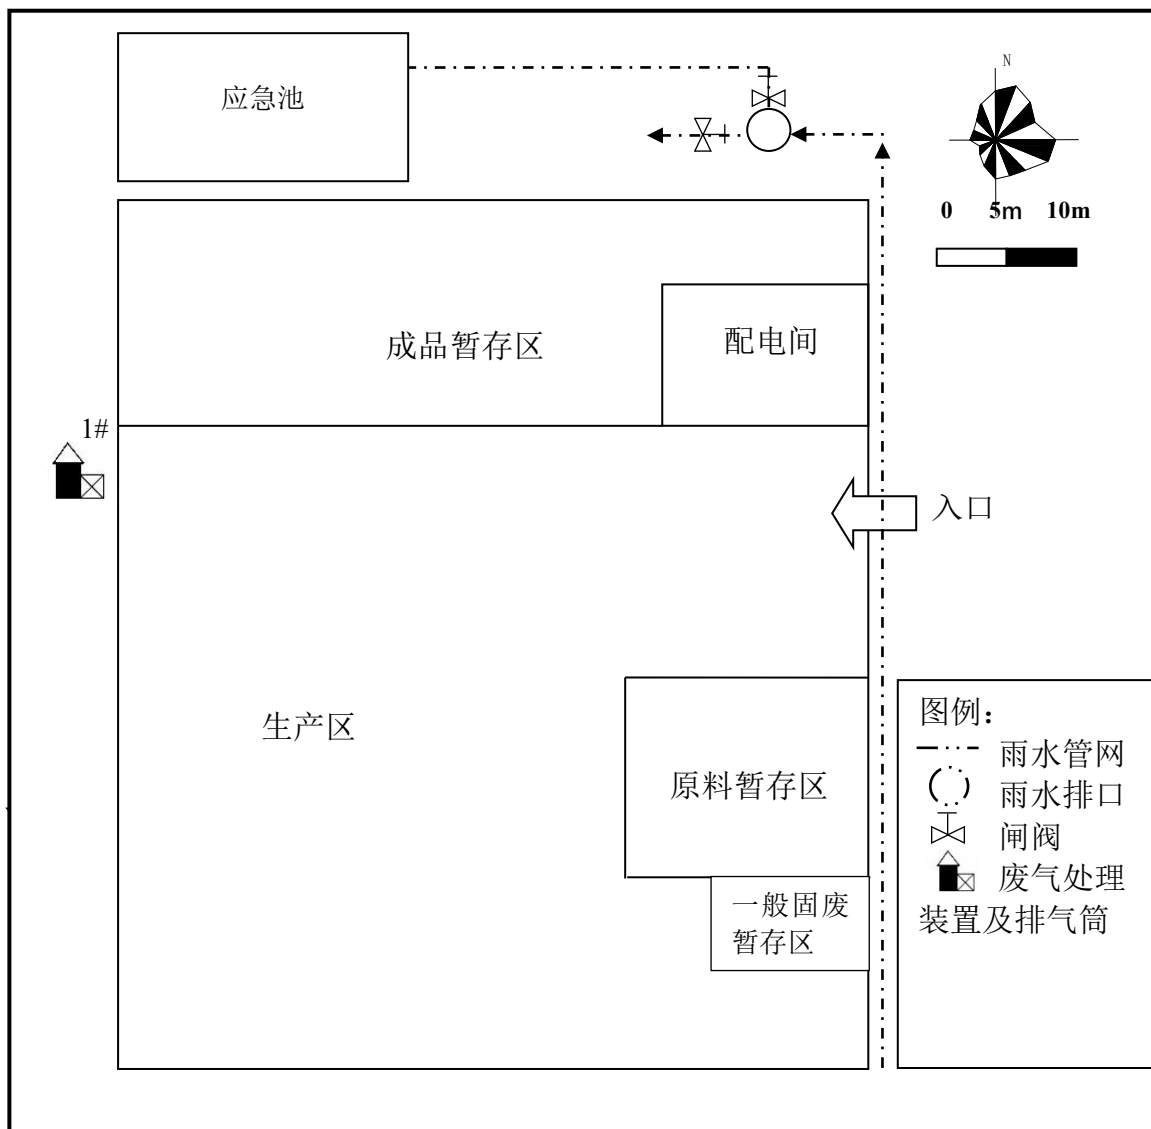 应急池
N
0 5m 10m
成品暂存区
配电间
1#
入口
生产区
原料暂存区
一般固废
暂存区
图例：
雨水管网
雨水排口
闸阀
废气处理
装置及排气筒